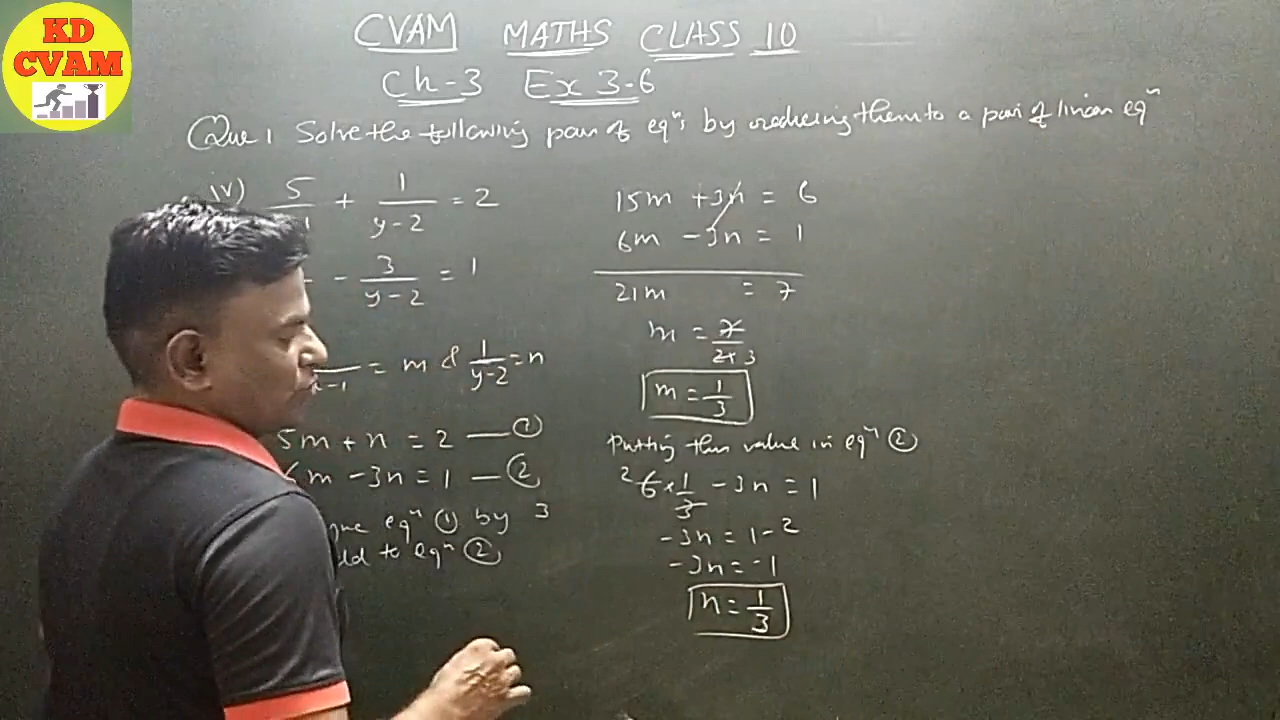 KD
CVAM
CVAM MATHS CLASS 10
Ch-3 Ex 3.6
Que 1 Solve the following pair of eqⁿs by reducing them to a pair of linear eqⁿ
iv) 5/ + 1/(y-2) = 2
- 3/(y-2) = 1
= m & 1/(y-2) = n
5m + n = 2 — ①
6m - 3n = 1 — ②
eqⁿ ① by 3
to eqⁿ ②
15m + 3n = 6
6m - 3n = 1
21m = 7
m = 7/21 3
m = 1/3
Putting this value in eqⁿ ②
2 6 × 1/3 - 3n = 1
-3n = 1 - 2
-3n = -1
n = 1/3